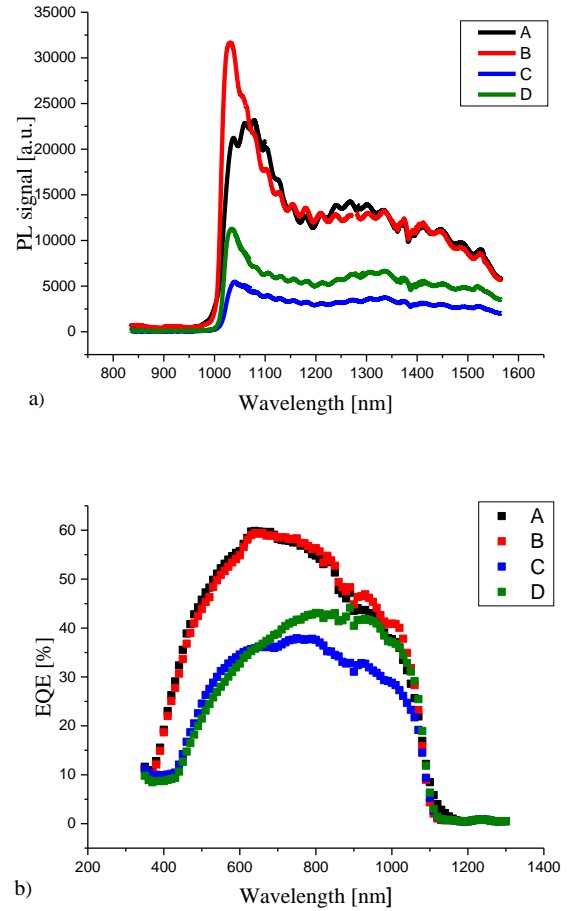 35000
30000
25000
20000
15000
10000
5000
0
PL signal [a.u.]
A
B
C
D
800 900 1000 1100 1200 1300 1400 1500 1600
Wavelength [nm]
a)
60
50
40
30
20
10
0
EQE [%]
A
B
C
D
200 400 600 800 1000 1200 1400
Wavelength [nm]
b)